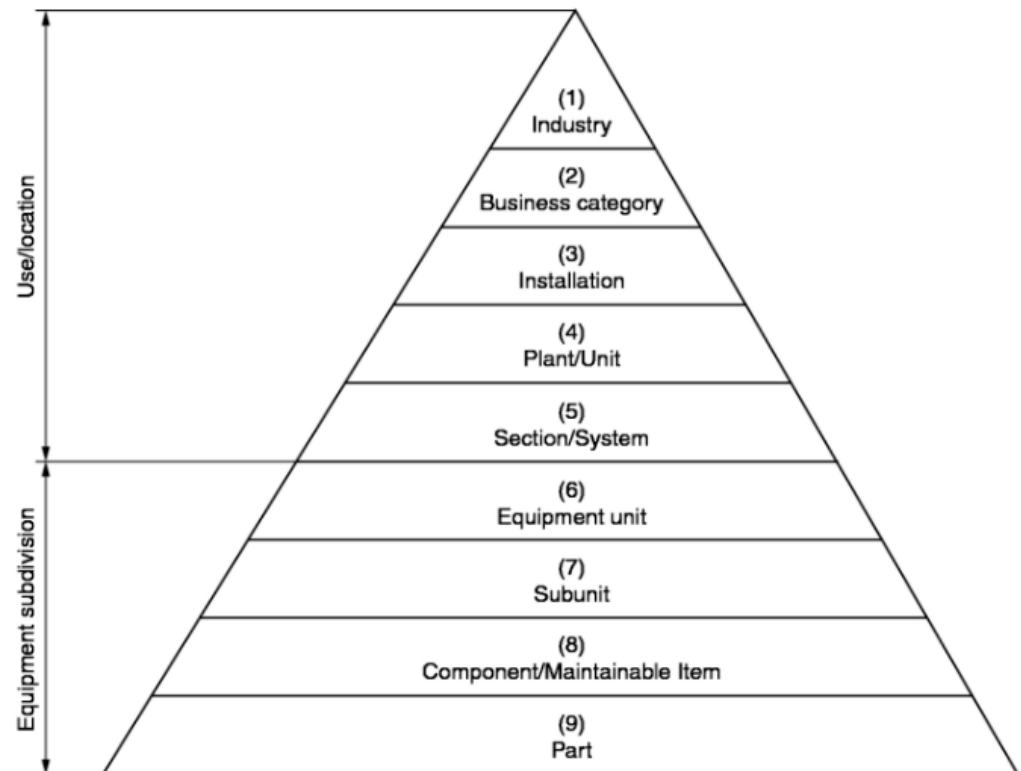 Use/location
Equipment subdivision
(1)
Industry
(2)
Business category
(3)
Installation
(4)
Plant/Unit
(5)
Section/System
(6)
Equipment unit
(7)
Subunit
(8)
Component/Maintainable Item
(9)
Part